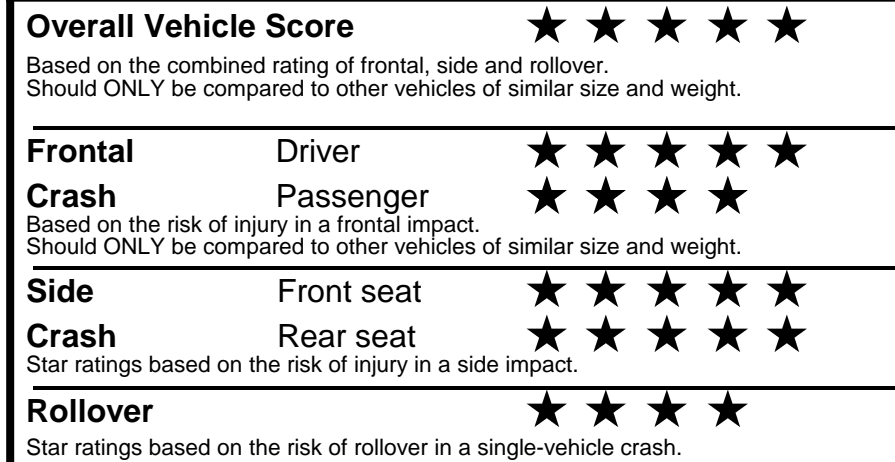 Overall Vehicle Score ★ ★ ★ ★ ★
Based on the combined rating of frontal, side and rollover.
Should ONLY be compared to other vehicles of similar size and weight.
Frontal Driver ★ ★ ★ ★ ★
Crash Passenger ★ ★ ★ ★
Based on the risk of injury in a frontal impact.
Should ONLY be compared to other vehicles of similar size and weight.
Side Front seat ★ ★ ★ ★ ★
Crash Rear seat ★ ★ ★ ★ ★
Star ratings based on the risk of injury in a side impact.
Rollover ★ ★ ★ ★
Star ratings based on the risk of rollover in a single-vehicle crash.